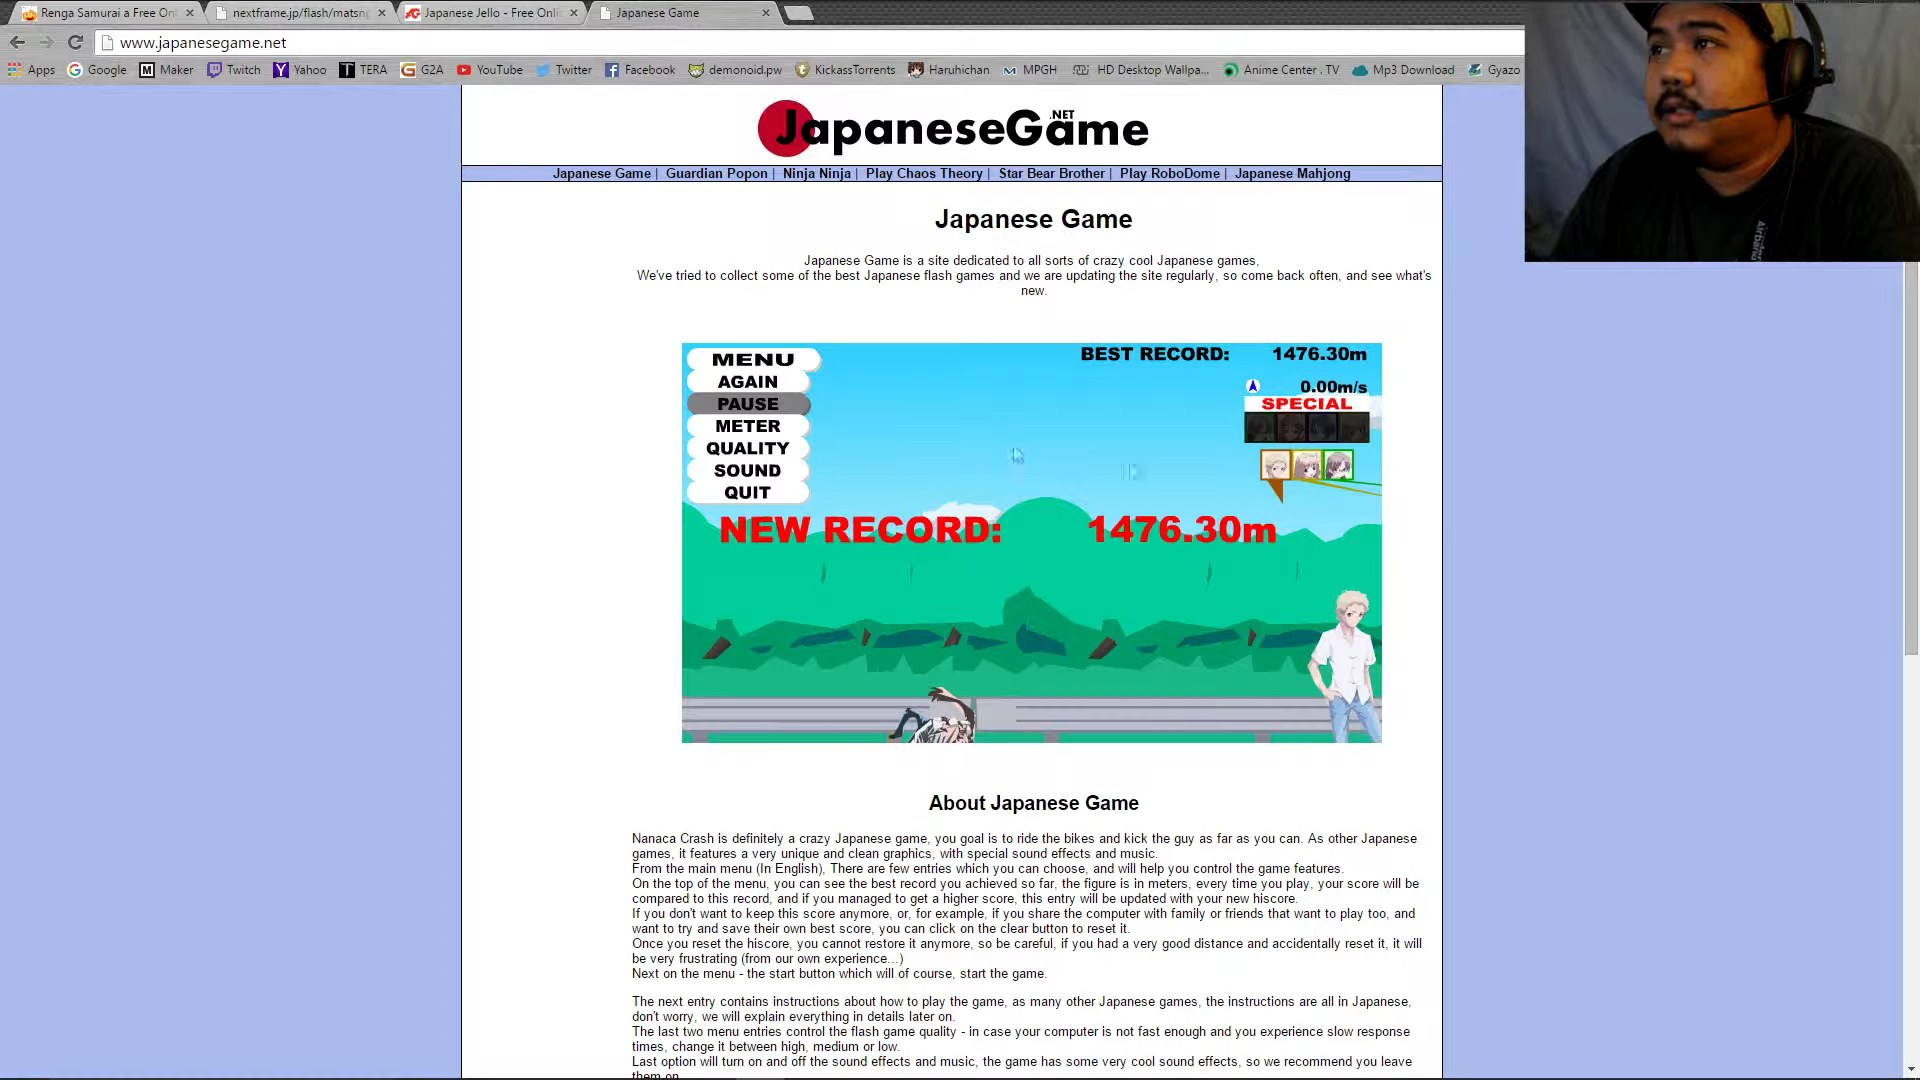 Renga Samurai a Free Onl
nextframe.jp/flash/matsn
Japanese Jello - Free Onli
Japanese Game
www.japanesegame.net
Apps Google Maker Twitch Yahoo TERA G2A YouTube Twitter Facebook demonoid.pw KickassTorrents Haruhichan MPGH HD Desktop Wallpa... Anime Center . TV Mp3 Download Gyazo
JapaneseGame .NET
Japanese Game | Guardian Popon | Ninja Ninja | Play Chaos Theory | Star Bear Brother | Play RoboDome | Japanese Mahjong
Japanese Game
Japanese Game is a site dedicated to all sorts of crazy cool Japanese games,
We've tried to collect some of the best Japanese flash games and we are updating the site regularly, so come back often, and see what's
new.
MENU
AGAIN
PAUSE
METER
QUALITY
SOUND
QUIT
BEST RECORD: 1476.30m
0.00m/s
SPECIAL
NEW RECORD: 1476.30m
About Japanese Game
Nanaca Crash is definitely a crazy Japanese game, you goal is to ride the bikes and kick the guy as far as you can. As other Japanese
games, it features a very unique and clean graphics, with special sound effects and music.
From the main menu (In English), There are few entries which you can choose, and will help you control the game features.
On the top of the menu, you can see the best record you achieved so far, the figure is in meters, every time you play, your score will be
compared to this record, and if you managed to get a higher score, this entry will be updated with your new hiscore.
If you don't want to keep this score anymore, or, for example, if you share the computer with family or friends that want to play too, and
want to try and save their own best score, you can click on the clear button to reset it.
Once you reset the hiscore, you cannot restore it anymore, so be careful, if you had a very good distance and accidentally reset it, it will
be very frustrating (from our own experience...)
Next on the menu - the start button which will of course, start the game.
The next entry contains instructions about how to play the game, as many other Japanese games, the instructions are all in Japanese,
don't worry, we will explain everything in details later on.
The last two menu entries control the flash game quality - in case your computer is not fast enough and you experience slow response
times, change it between high, medium or low.
Last option will turn on and off the sound effects and music, the game has some very cool sound effects, so we recommend you leave
them on